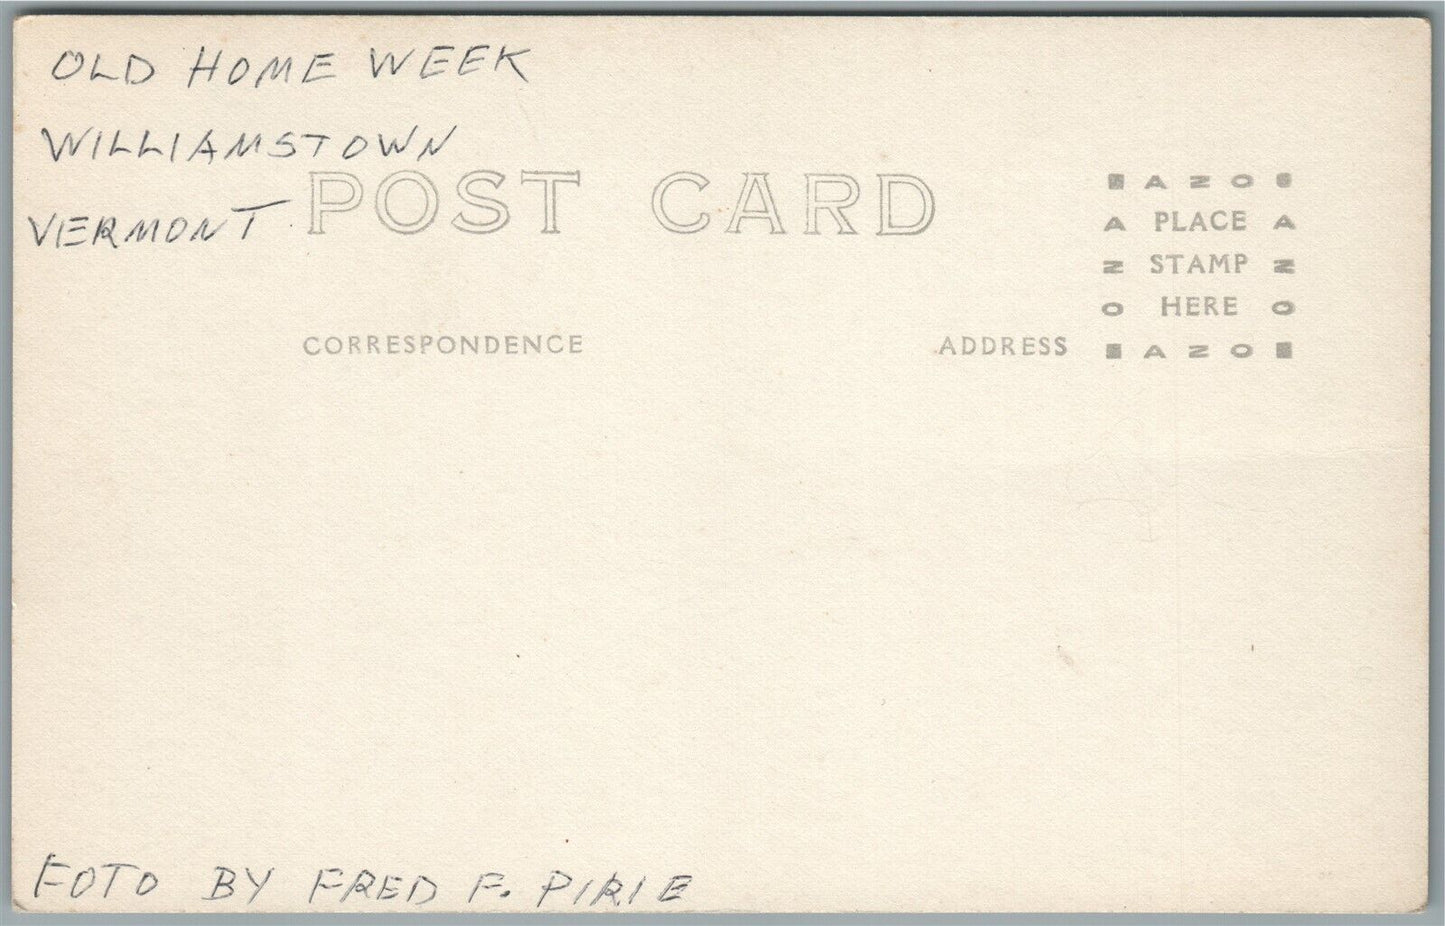 OLD HOME WEEK
WILLIAMSTOWN
VERMONT
POST CARD
CORRESPONDENCE
ADDRESS
AZO
A PLACE A
Z STAMP Z
O HERE O
AZO
FOTO BY FRED F. PIRIE